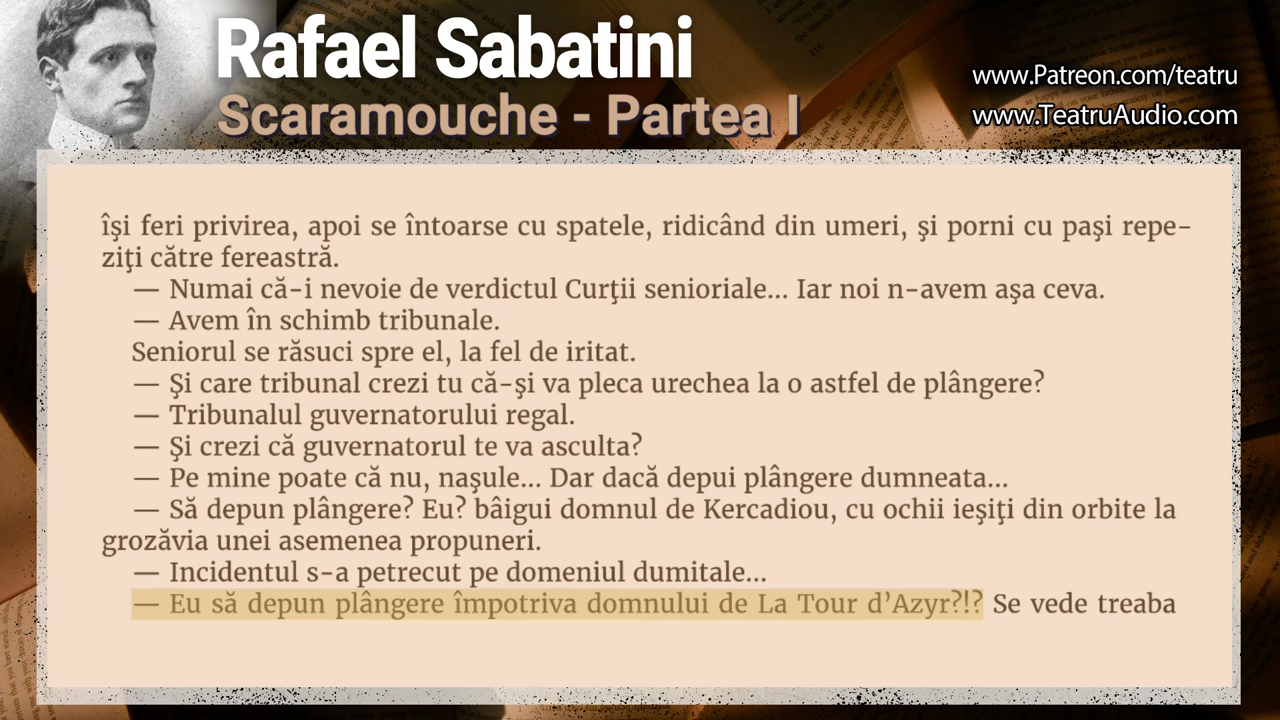 Rafael Sabatini
Scaramouche - Partea I
www.Patreon.com/teatru
www.TeatruAudio.com
îşi feri privirea, apoi se întoarse cu spatele, ridicând din umeri, şi porni cu paşi repe-
ziţi către fereastră.
— Numai că-i nevoie de verdictul Curţii senioriale... Iar noi n-avem aşa ceva.
— Avem în schimb tribunale.
Seniorul se răsuci spre el, la fel de iritat.
— Şi care tribunal crezi tu că-şi va pleca urechea la o astfel de plângere?
— Tribunalul guvernatorului regal.
— Şi crezi că guvernatorul te va asculta?
— Pe mine poate că nu, naşule... Dar dacă depui plângere dumneata...
— Să depun plângere? Eu? bâigui domnul de Kercadiou, cu ochii ieşiţi din orbite la
grozăvia unei asemenea propuneri.
— Incidentul s-a petrecut pe domeniul dumitale...
— Eu să depun plângere împotriva domnului de La Tour d’Azyr?!? Se vede treaba